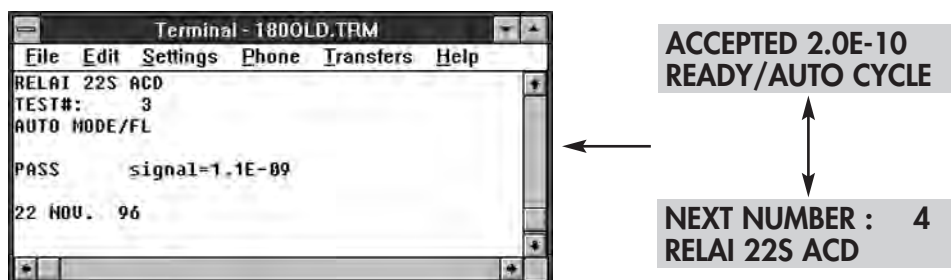 Terminal - 180OLD.TRM
File Edit Settings Phone Transfers Help
RELAI 22S ACD
TEST#: 3
AUTO MODE/FL
PASS signal=1.1E-09
22 NOV. 96
ACCEPTED 2.0E-10
READY/AUTO CYCLE
NEXT NUMBER : 4
RELAI 22S ACD